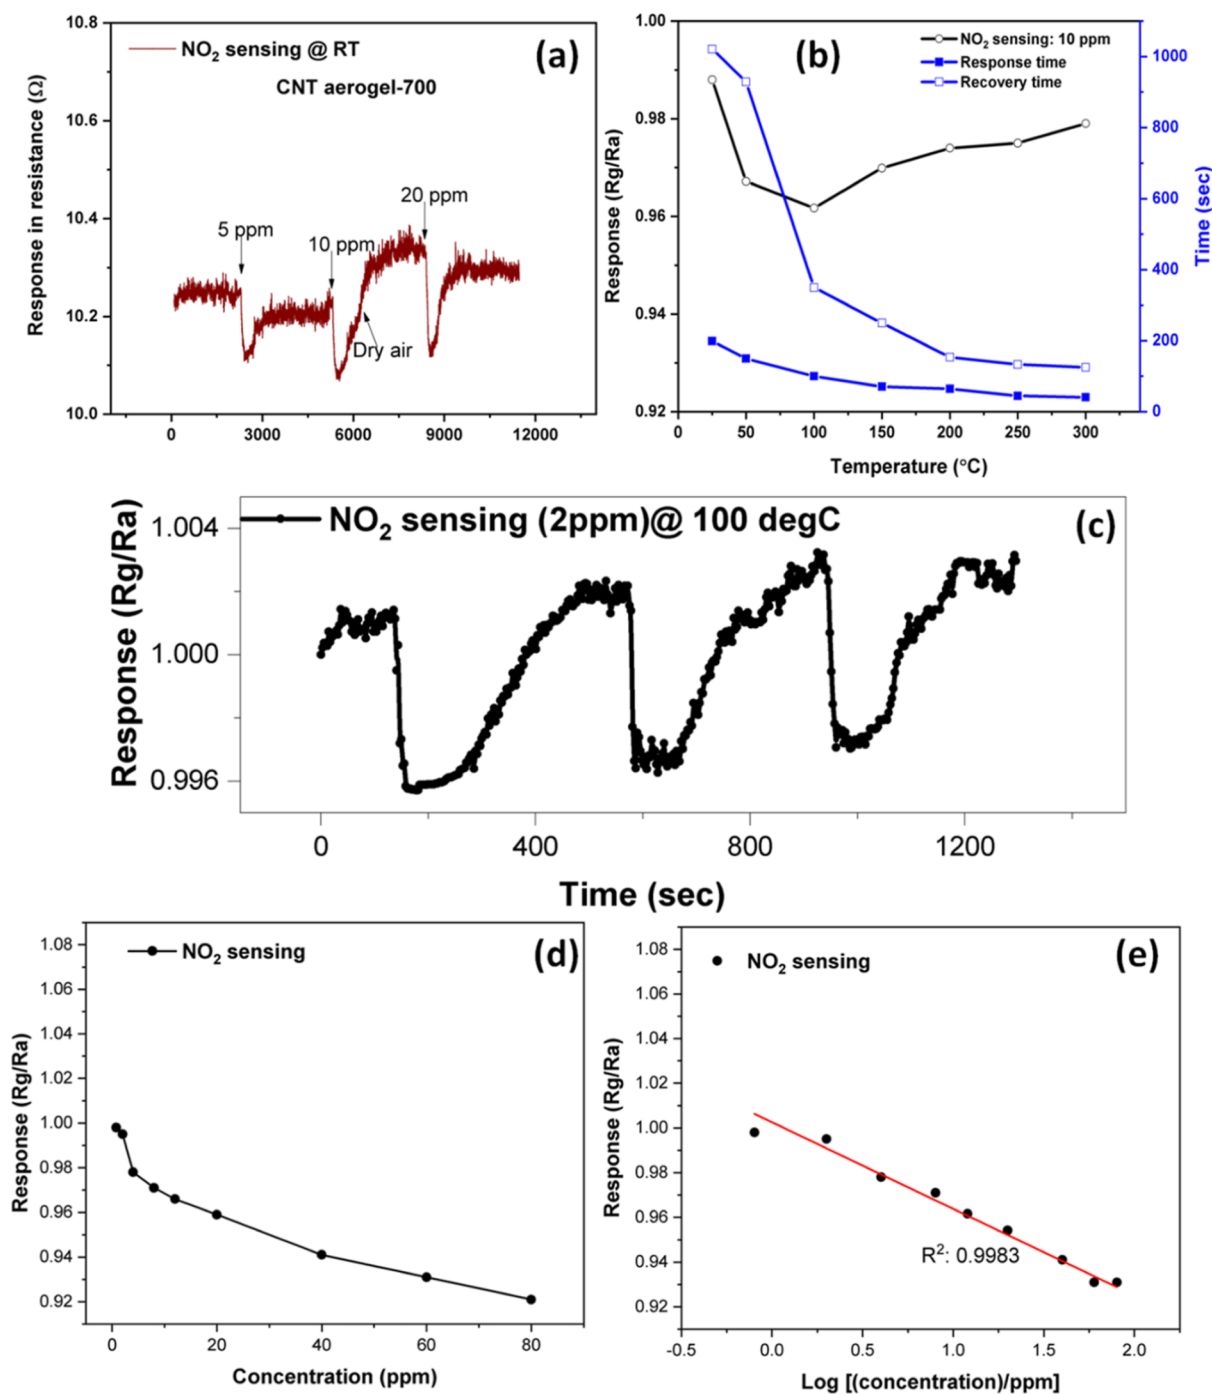 NO2 sensing @ RT
(a)
CNT aerogel-700
Response in resistance (Ω)
10.8
10.6
10.4
10.2
10.0
5 ppm
10 ppm
20 ppm
Dry air
0 3000 6000 9000 12000
(b)
NO2 sensing: 10 ppm
Response time
Recovery time
Response (Rg/Ra)
1.00
0.98
0.96
0.94
0.92
1000
800
600
400
200
0
Time (sec)
0 50 100 150 200 250 300
Temperature (°C)
NO2 sensing (2ppm)@ 100 degC
(c)
Response (Rg/Ra)
1.004
1.000
0.996
0 400 800 1200
Time (sec)
NO2 sensing
(d)
Response (Rg/Ra)
1.08
1.06
1.04
1.02
1.00
0.98
0.96
0.94
0.92
0 20 40 60 80
Concentration (ppm)
NO2 sensing
(e)
Response (Rg/Ra)
1.08
1.06
1.04
1.02
1.00
0.98
0.96
0.94
0.92
R2: 0.9983
-0.5 0.0 0.5 1.0 1.5 2.0
Log [(concentration)/ppm]